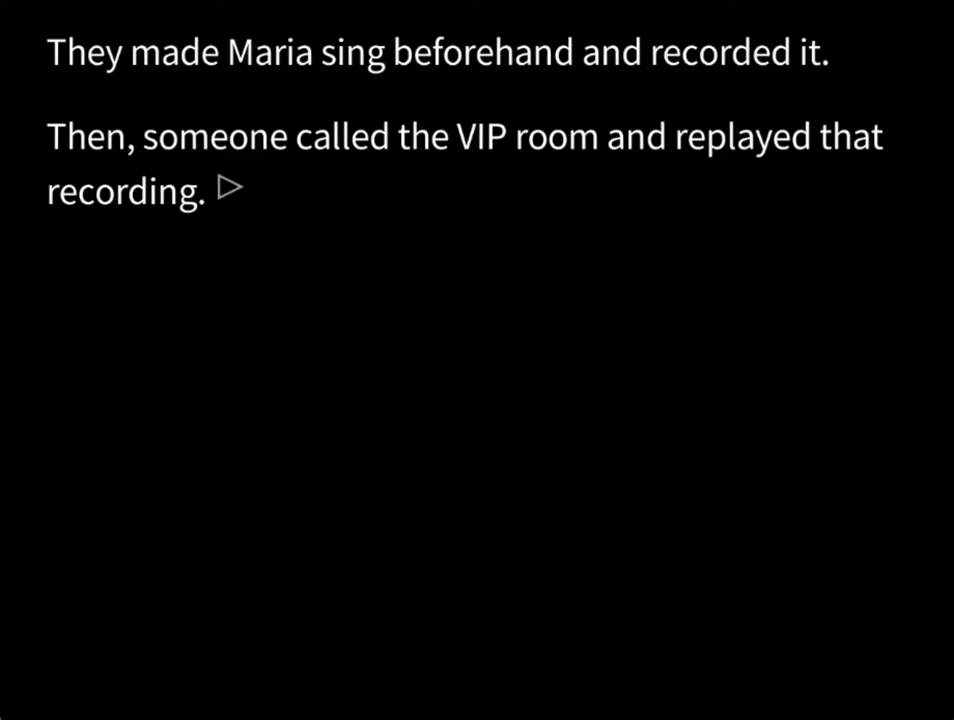 They made Maria sing beforehand and recorded it.
Then, someone called the VIP room and replayed that
recording.